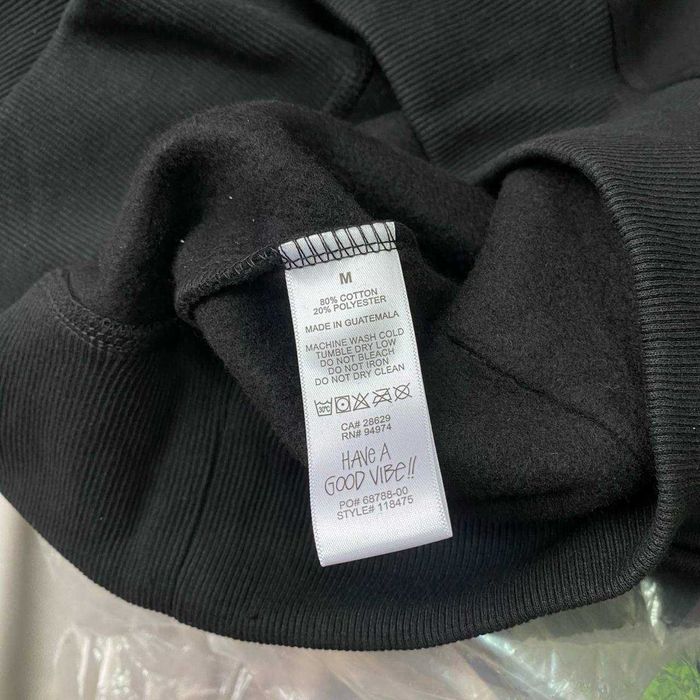 M
80% COTTON
20% POLYESTER
MADE IN GUATEMALA
MACHINE WASH COLD
TUMBLE DRY LOW
DO NOT BLEACH
DO NOT IRON
DO NOT DRY CLEAN
30°C
CA# 28629
RN# 94974
HAVE A
GOOD VIBE!!
PO# 68788-00
STYLE# 118475